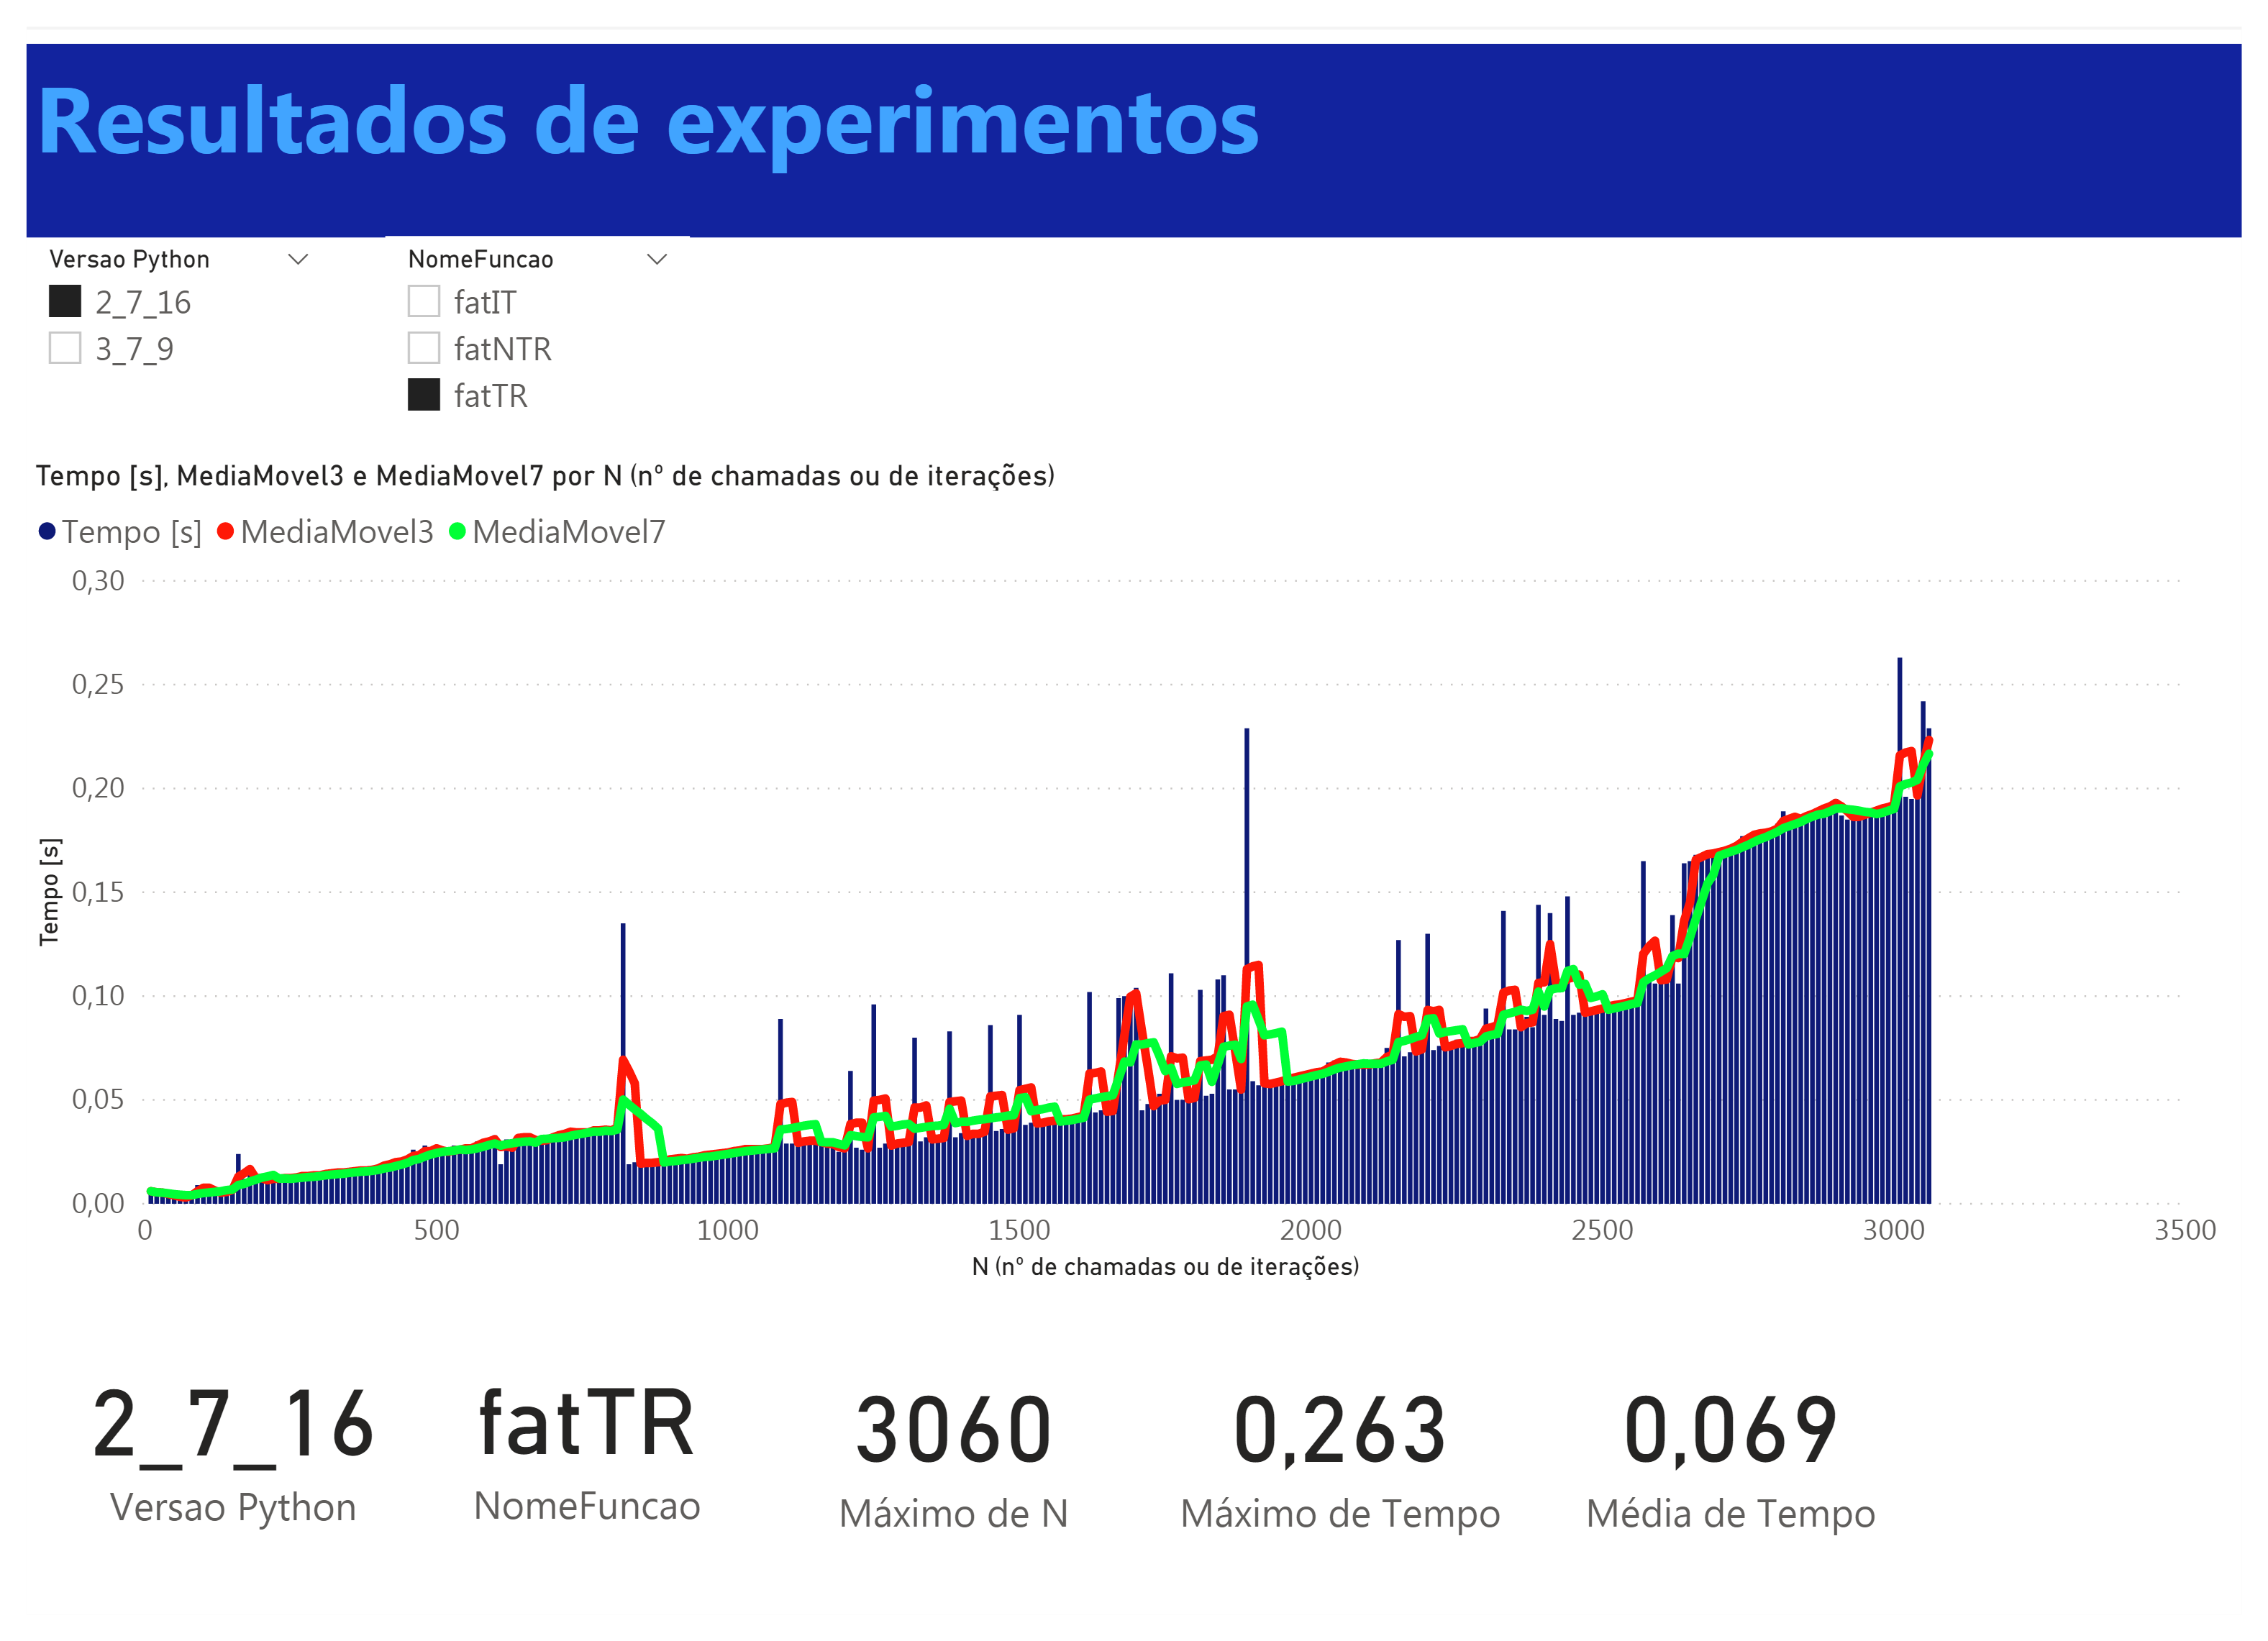 Resultados de experimentos
Versao Python
2_7_16
3_7_9
NomeFuncao
fatIT
fatNTR
fatTR
Tempo [s], MediaMovel3 e MediaMovel7 por N (nº de chamadas ou de iterações)
Tempo [s] MediaMovel3 MediaMovel7
0,30
0,25
0,20
0,15
0,10
0,05
0,00
Tempo [s]
0 500 1000 1500 2000 2500 3000 3500
N (nº de chamadas ou de iterações)
2_7_16
Versao Python
fatTR
NomeFuncao
3060
Máximo de N
0,263
Máximo de Tempo
0,069
Média de Tempo